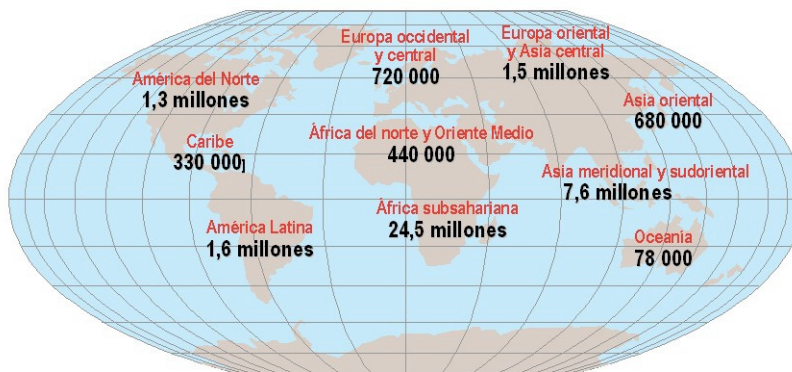 Europa occidental
y central
720 000
Europa oriental
y Asia central
1,5 millones
América del Norte
1,3 millones
Asia oriental
680 000
Caribe
330 000]
África del norte y Oriente Medio
440 000
Asia meridional y sudoriental
7,6 millones
América Latina
1,6 millones
África subsahariana
24,5 millones
Oceanía
78 000